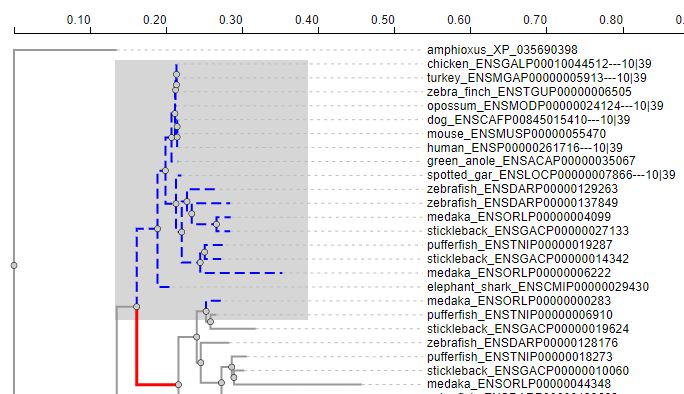 0.10 0.20 0.30 0.40 0.50 0.60 0.70 0.80
amphioxus_XP_035690398
chicken_ENSGALP00010044512---10|39
turkey_ENSMGAP00000005913---10|39
zebra_finch_ENSTGUP00000006505
opossum_ENSMODP00000024124---10|39
dog_ENSCAFP00845015410---10|39
mouse_ENSMUSP00000055470
human_ENSP00000261716---10|39
green_anole_ENSACAP00000035067
spotted_gar_ENSLOCP00000007866---10|39
zebrafish_ENSDARP00000129263
zebrafish_ENSDARP00000137849
medaka_ENSORLP00000004099
stickleback_ENSGACP00000027133
pufferfish_ENSTNIP00000019287
stickleback_ENSGACP00000014342
medaka_ENSORLP00000006222
elephant_shark_ENSCMIP00000029430
medaka_ENSORLP00000000283
pufferfish_ENSTNIP00000006910
stickleback_ENSGACP00000019624
zebrafish_ENSDARP00000128176
pufferfish_ENSTNIP00000018273
stickleback_ENSGACP00000010060
medaka_ENSORLP00000044348